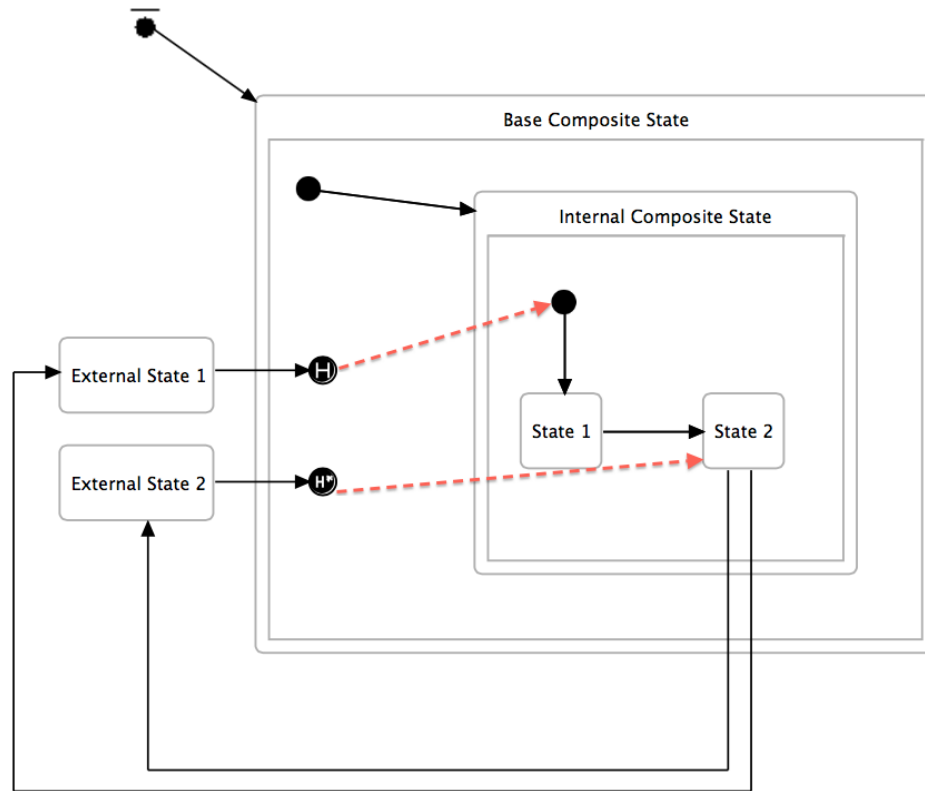 Base Composite State
Internal Composite State
External State 1
H
State 1
State 2
External State 2
H*